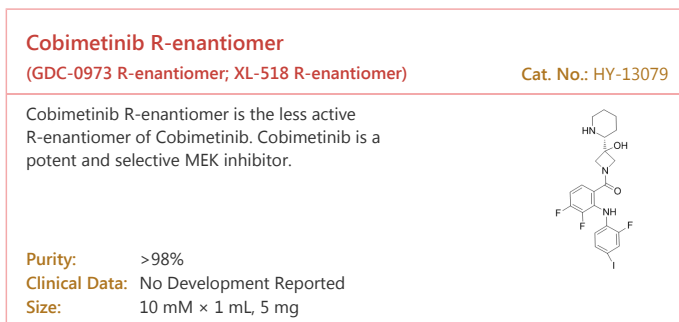 Cobimetinib R-enantiomer
(GDC-0973 R-enantiomer; XL-518 R-enantiomer) Cat. No.: HY-13079
Cobimetinib R-enantiomer is the less active
R-enantiomer of Cobimetinib. Cobimetinib is a
potent and selective MEK inhibitor.
HN
OH
N
O
F
F
NH
F
I
Purity: >98%
Clinical Data: No Development Reported
Size: 10 mM × 1 mL, 5 mg